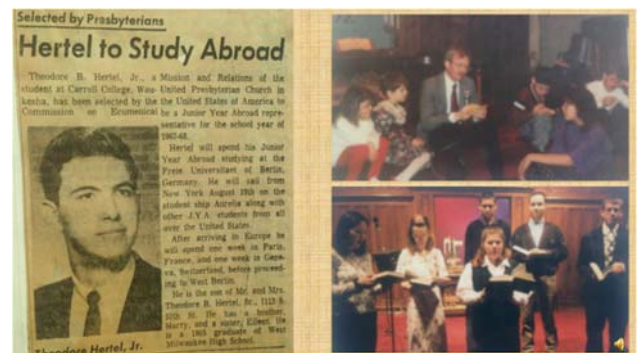 Selected by Presbyterians
Hertel to Study Abroad
Theodore B. Hertel, Jr., a
student at Carroll College, Wau-
kesha, has been selected by the
Commission on Ecumenical
Mission and Relations of the
United Presbyterian Church in
the United States of America to
be a Junior Year Abroad repre-
sentative for the school year of
1967-68.
Hertel will spend his Junior
Year Abroad studying at the
Freie Universitaet of Berlin,
Germany. He will sail from
New York August 18th on the
student ship Aurelia along with
other J.Y.A. students from all
over the United States.
After arriving in Europe he
will spend one week in Paris,
France, and one week in Gene-
va, Switzerland, before proceed-
ing to West Berlin.
He is the son of Mr. and Mrs.
Theodore B. Hertel, Sr., 1113 S.
St. He has a brother,
Marty, and a sister, Eileen. He
is a 1965 graduate of West
Milwaukee High School.
Theodore Hertel, Jr.